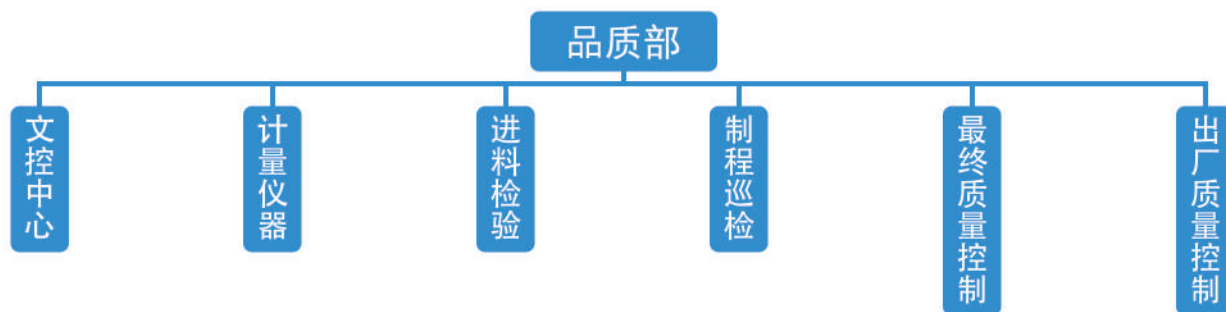 品质部
文控中心
计量仪器
进料检验
制程巡检
最终质量控制
出厂质量控制